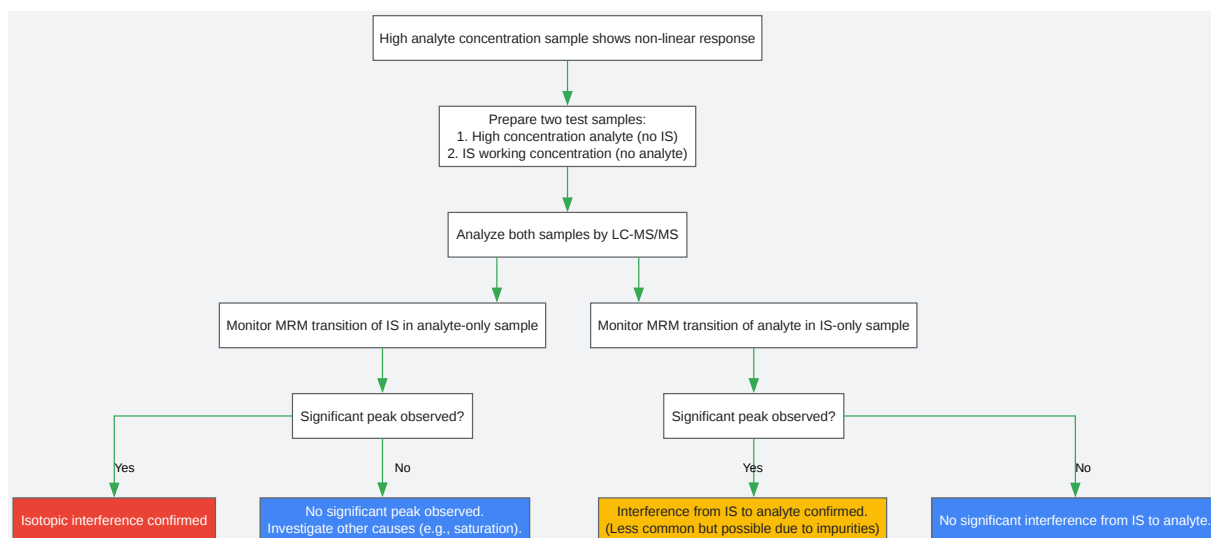 High analyte concentration sample shows non-linear response
Prepare two test samples:
1. High concentration analyte (no IS)
2. IS working concentration (no analyte)
Analyze both samples by LC-MS/MS
Monitor MRM transition of IS in analyte-only sample
Monitor MRM transition of analyte in IS-only sample
Significant peak observed?
Significant peak observed?
Yes
No
Yes
No
Isotopic interference confirmed
No significant peak observed.
Investigate other causes (e.g., saturation).
Interference from IS to analyte confirmed.
(Less common but possible due to impurities)
No significant interference from IS to analyte.